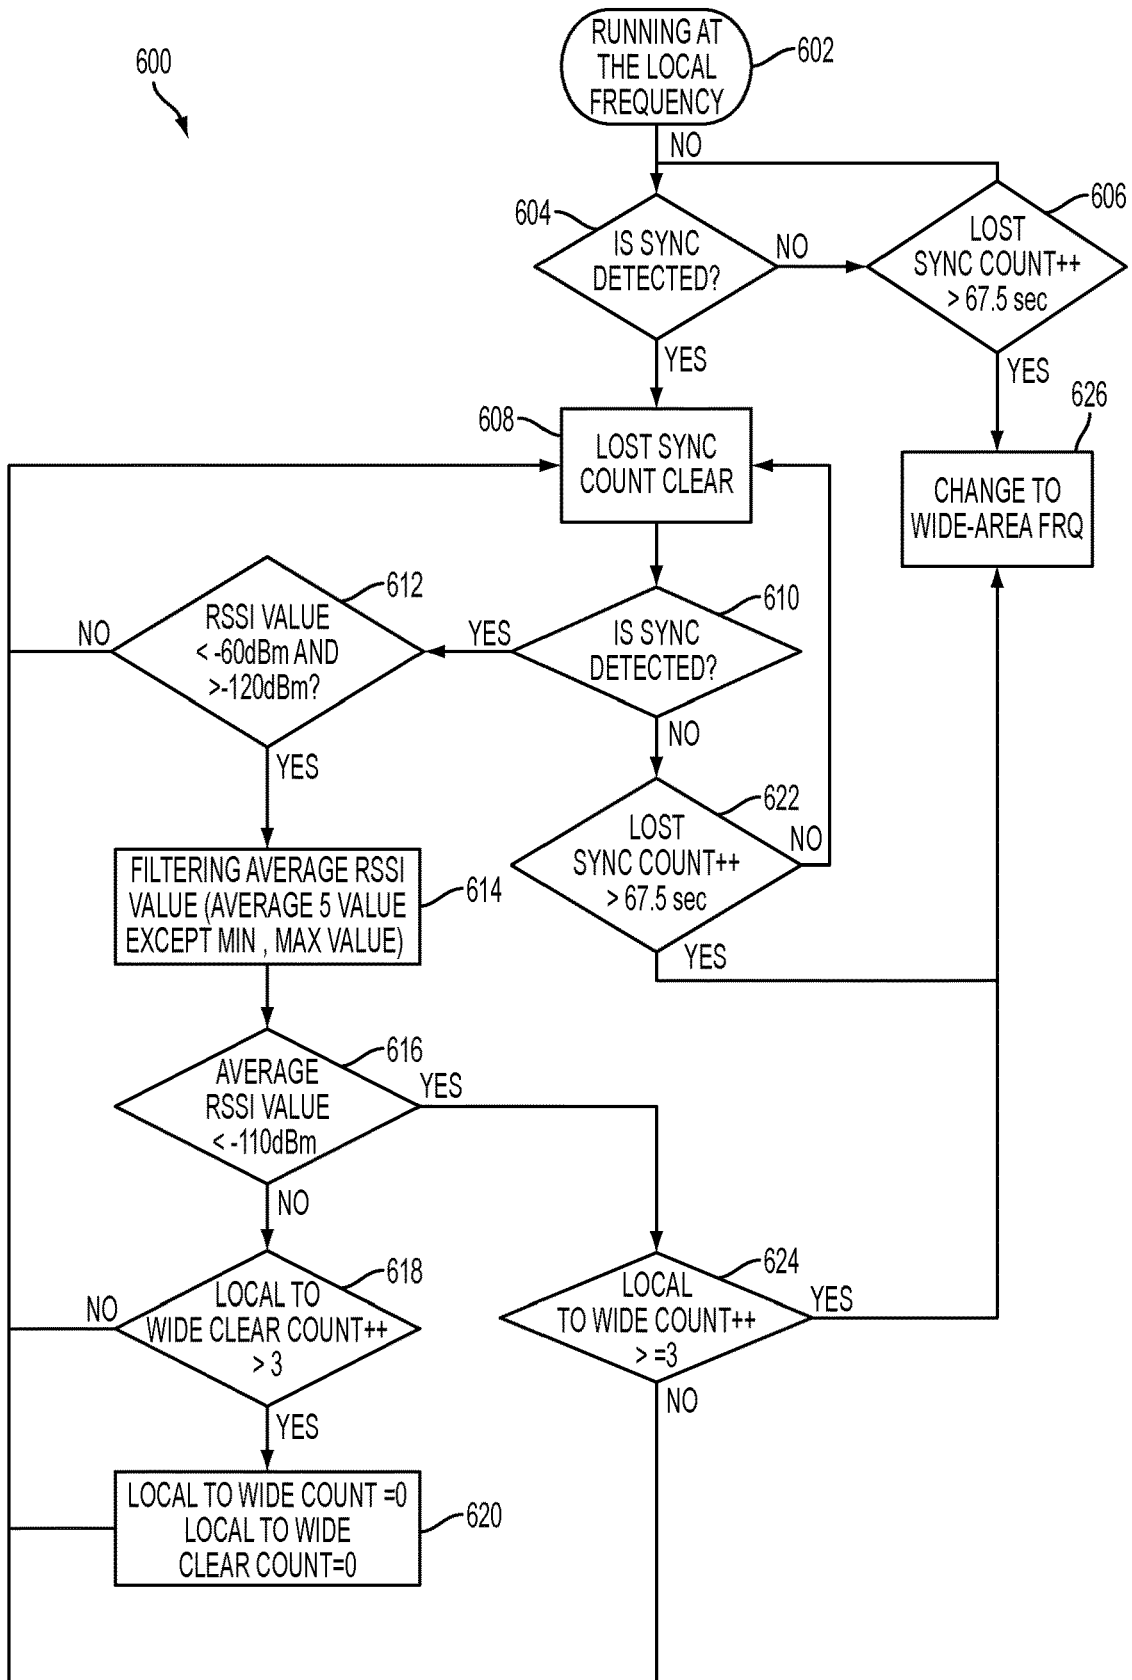 600
RUNNING AT
THE LOCAL
FREQUENCY
602
NO
604
IS SYNC
DETECTED?
NO
606
LOST
SYNC COUNT++
> 67.5 sec
YES
YES
608
LOST SYNC
COUNT CLEAR
626
CHANGE TO
WIDE-AREA FRQ
612
RSSI VALUE
< -60dBm AND
>-120dBm?
NO
YES
610
IS SYNC
DETECTED?
YES
NO
622
LOST
SYNC COUNT++
> 67.5 sec
NO
YES
614
FILTERING AVERAGE RSSI
VALUE (AVERAGE 5 VALUE
EXCEPT MIN , MAX VALUE)
616
AVERAGE
RSSI VALUE
< -110dBm
YES
NO
618
LOCAL TO
WIDE CLEAR COUNT++
> 3
NO
YES
624
LOCAL
TO WIDE COUNT++
> =3
YES
NO
LOCAL TO WIDE COUNT =0
LOCAL TO WIDE
CLEAR COUNT=0
620